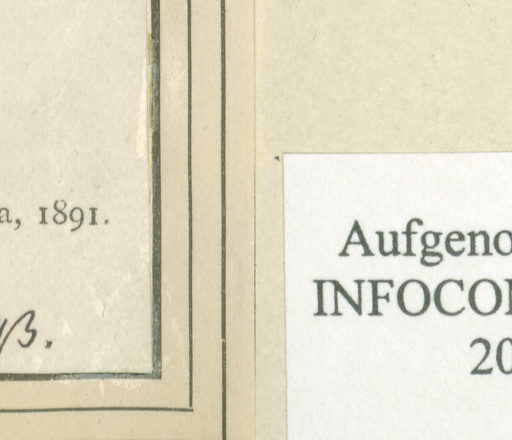 a, 1891.
Aufgeno
INFOCO
20